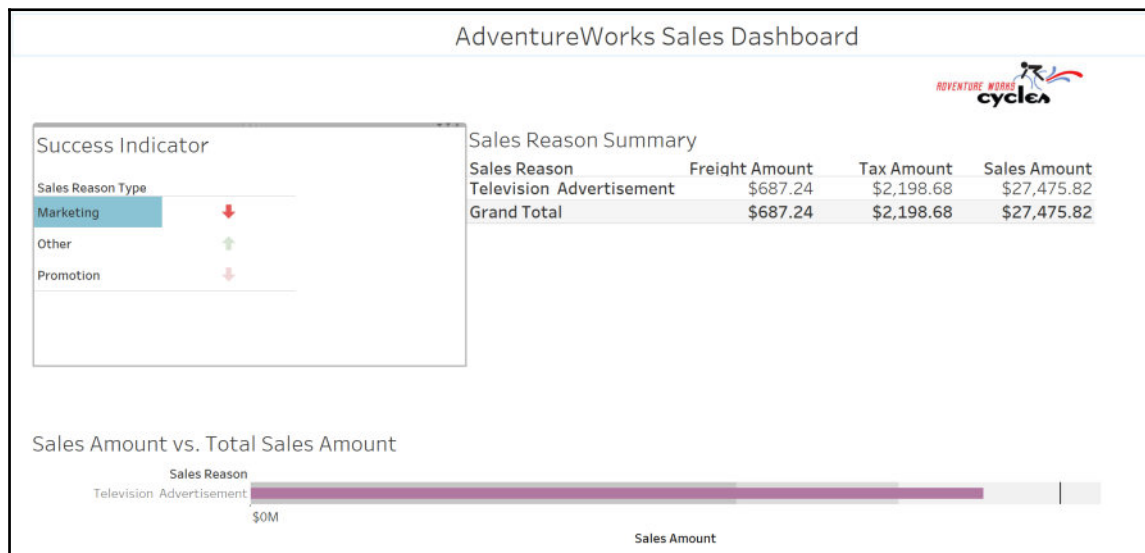 AdventureWorks Sales Dashboard
ADVENTURE WORKS
cycles
Success Indicator
Sales Reason Type
Marketing
Other
Promotion
Sales Reason Summary
Sales Reason Freight Amount Tax Amount Sales Amount
Television Advertisement $687.24 $2,198.68 $27,475.82
Grand Total $687.24 $2,198.68 $27,475.82
Sales Amount vs. Total Sales Amount
Sales Reason
Television Advertisement
$0M
Sales Amount